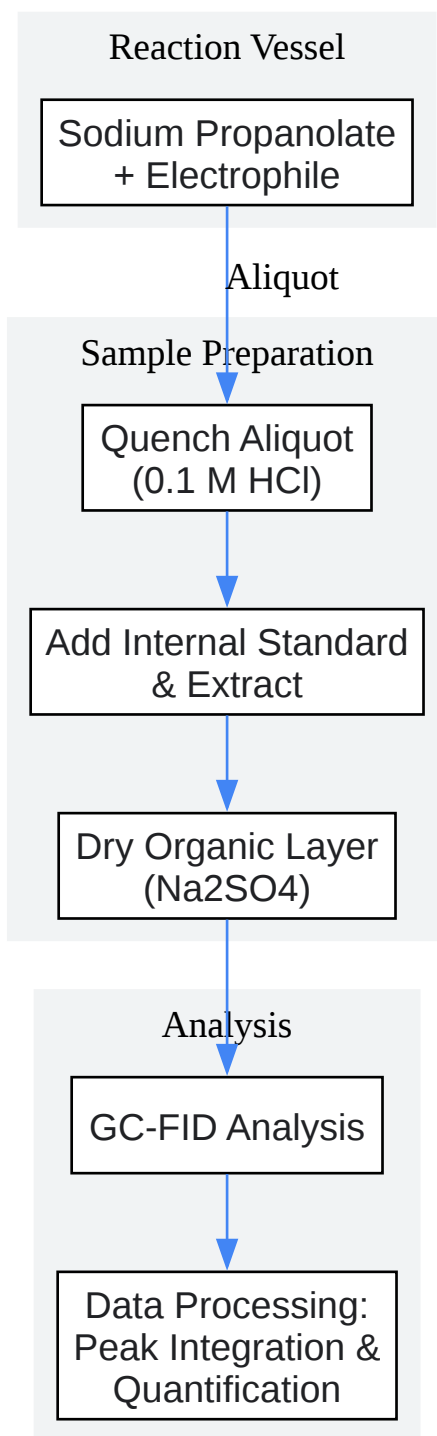 Reaction Vessel
Sodium Propanolate
+ Electrophile
Aliquot
Sample Preparation
Quench Aliquot
(0.1 M HCl)
Add Internal Standard
& Extract
Dry Organic Layer
(Na2SO4)
Analysis
GC-FID Analysis
Data Processing:
Peak Integration &
Quantification